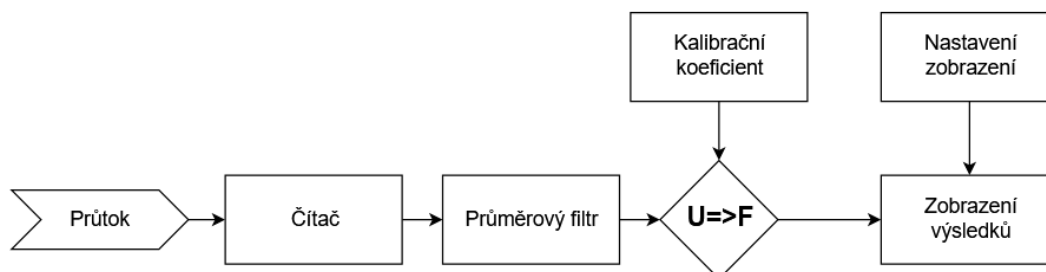 Kalibrační
koeficient
Nastavení
zobrazení
Průtok
Čítač
Průměrový filtr
U=>F
Zobrazení
výsledků